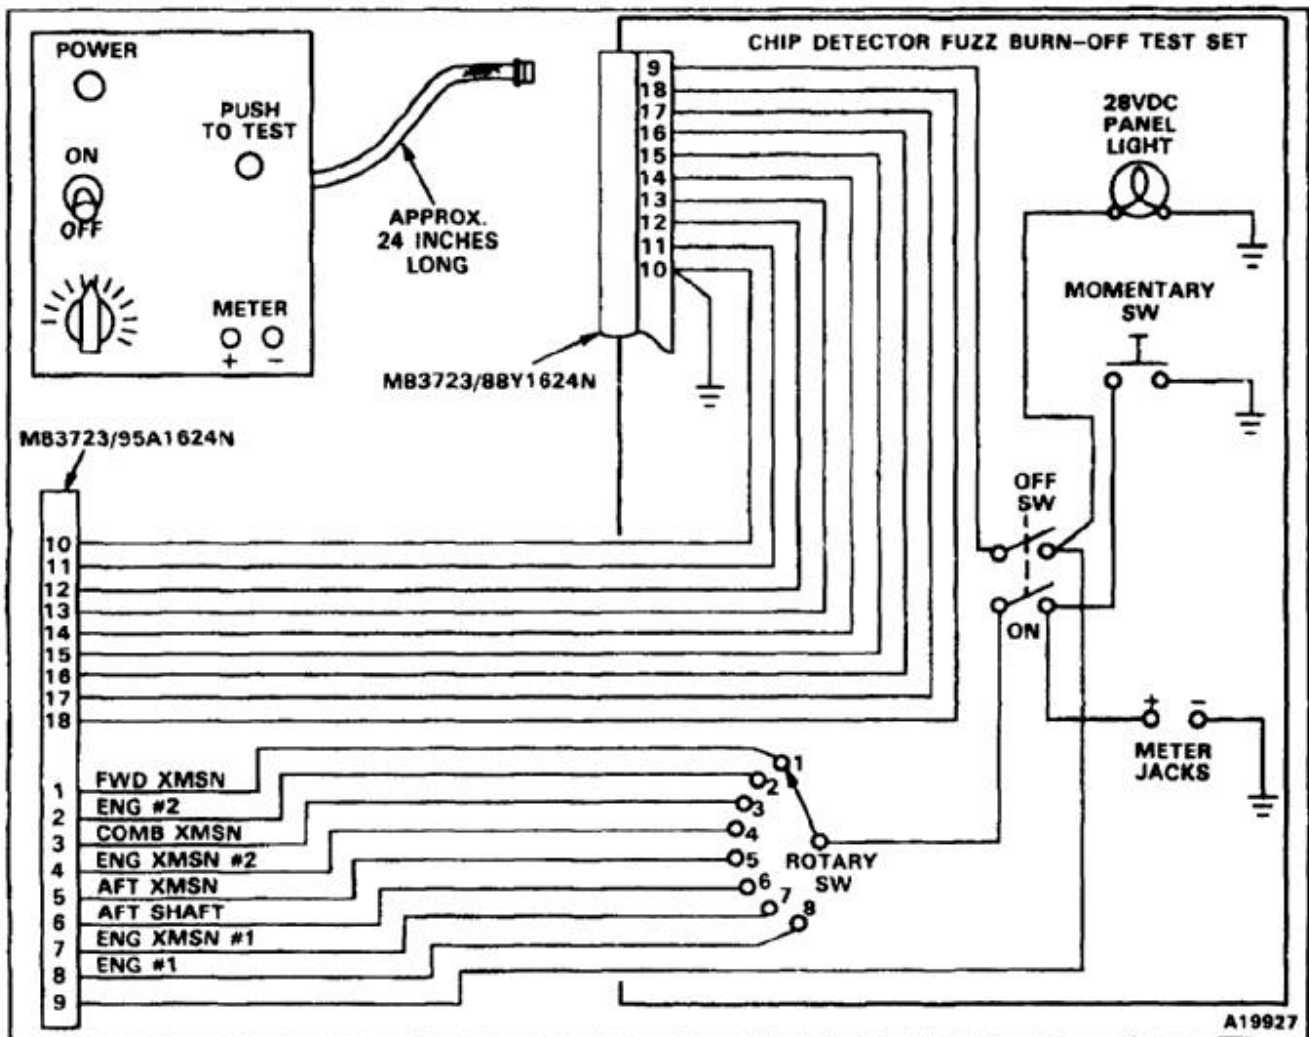 CHIP DETECTOR FUZZ BURN-OFF TEST SET
POWER
PUSH
TO TEST
ON
OFF
METER
+ −
APPROX.
24 INCHES
LONG
9
18
17
16
15
14
13
12
11
10
M83723/88Y1624N
28VDC
PANEL
LIGHT
MOMENTARY
SW
OFF
SW
ON
+ −
METER
JACKS
M83723/95A1624N
10
11
12
13
14
15
16
17
18
1 FWD XMSN
2 ENG #2
3 COMB XMSN
4 ENG XMSN #2
5 AFT XMSN
6 AFT SHAFT
7 ENG XMSN #1
8 ENG #1
9
1
2
3
4
5
6
7
8
ROTARY
SW
A19927